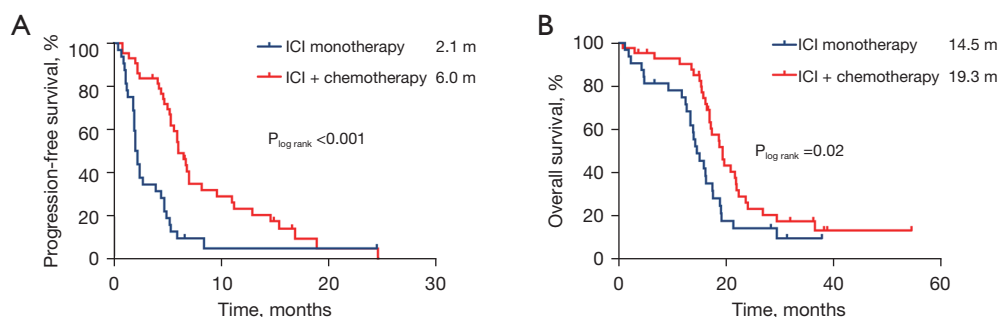 A
Progression-free survival, %
100
80
60
40
20
0
0 10 20 30
Time, months
ICI monotherapy 2.1 m
ICI + chemotherapy 6.0 m
P log rank <0.001
B
Overall survival, %
100
80
60
40
20
0
0 20 40 60
Time, months
ICI monotherapy 14.5 m
ICI + chemotherapy 19.3 m
P log rank =0.02